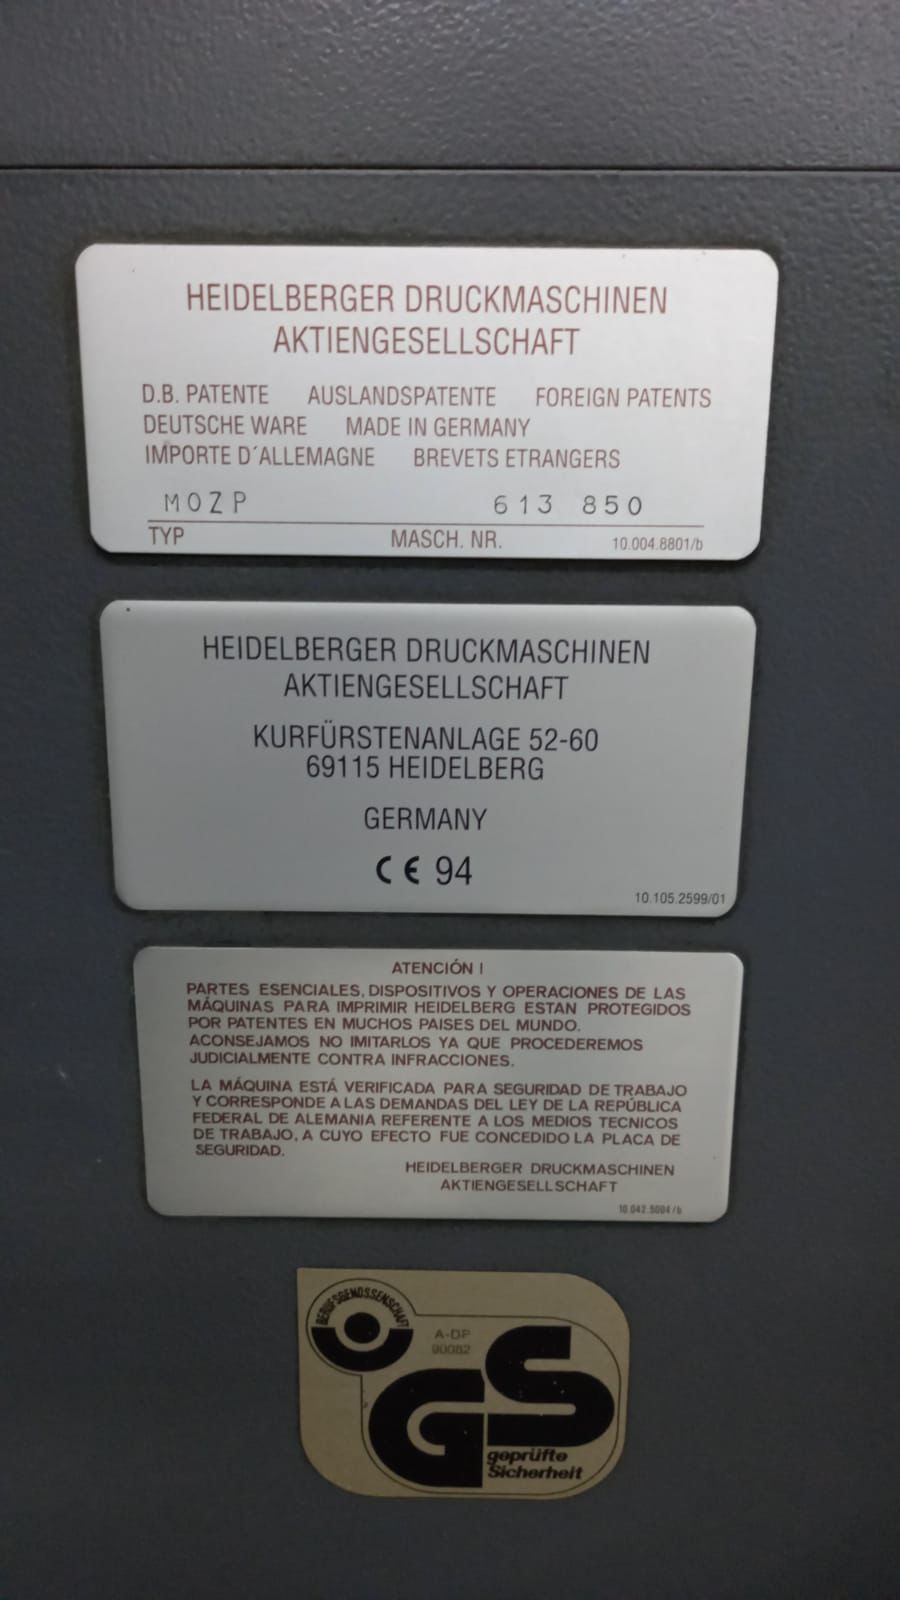 HEIDELBERGER DRUCKMASCHINEN
AKTIENGESELLSCHAFT
D.B. PATENTE AUSLANDSPATENTE FOREIGN PATENTS
DEUTSCHE WARE MADE IN GERMANY
IMPORTE D´ALLEMAGNE BREVETS ETRANGERS
MOZP 613 850
TYP MASCH. NR. 10.004.8801/b
HEIDELBERGER DRUCKMASCHINEN
AKTIENGESELLSCHAFT
KURFÜRSTENANLAGE 52-60
69115 HEIDELBERG
GERMANY
CE 94
10.105.2599/01
ATENCIÓN !
PARTES ESENCIALES, DISPOSITIVOS Y OPERACIONES DE LAS
MÁQUINAS PARA IMPRIMIR HEIDELBERG ESTAN PROTEGIDOS
POR PATENTES EN MUCHOS PAISES DEL MUNDO.
ACONSEJAMOS NO IMITARLOS YA QUE PROCEDEREMOS
JUDICIALMENTE CONTRA INFRACCIONES.
LA MÁQUINA ESTÁ VERIFICADA PARA SEGURIDAD DE TRABAJO
Y CORRESPONDE A LAS DEMANDAS DEL LEY DE LA REPÚBLICA
FEDERAL DE ALEMANIA REFERENTE A LOS MEDIOS TECNICOS
DE TRABAJO, A CUYO EFECTO FUE CONCEDIDO LA PLACA DE
SEGURIDAD.
HEIDELBERGER DRUCKMASCHINEN
AKTIENGESELLSCHAFT
10.042.5004/b
BERUFSGENOSSENSCHAFT
A-DP
90082
GS
geprüfte
Sicherheit